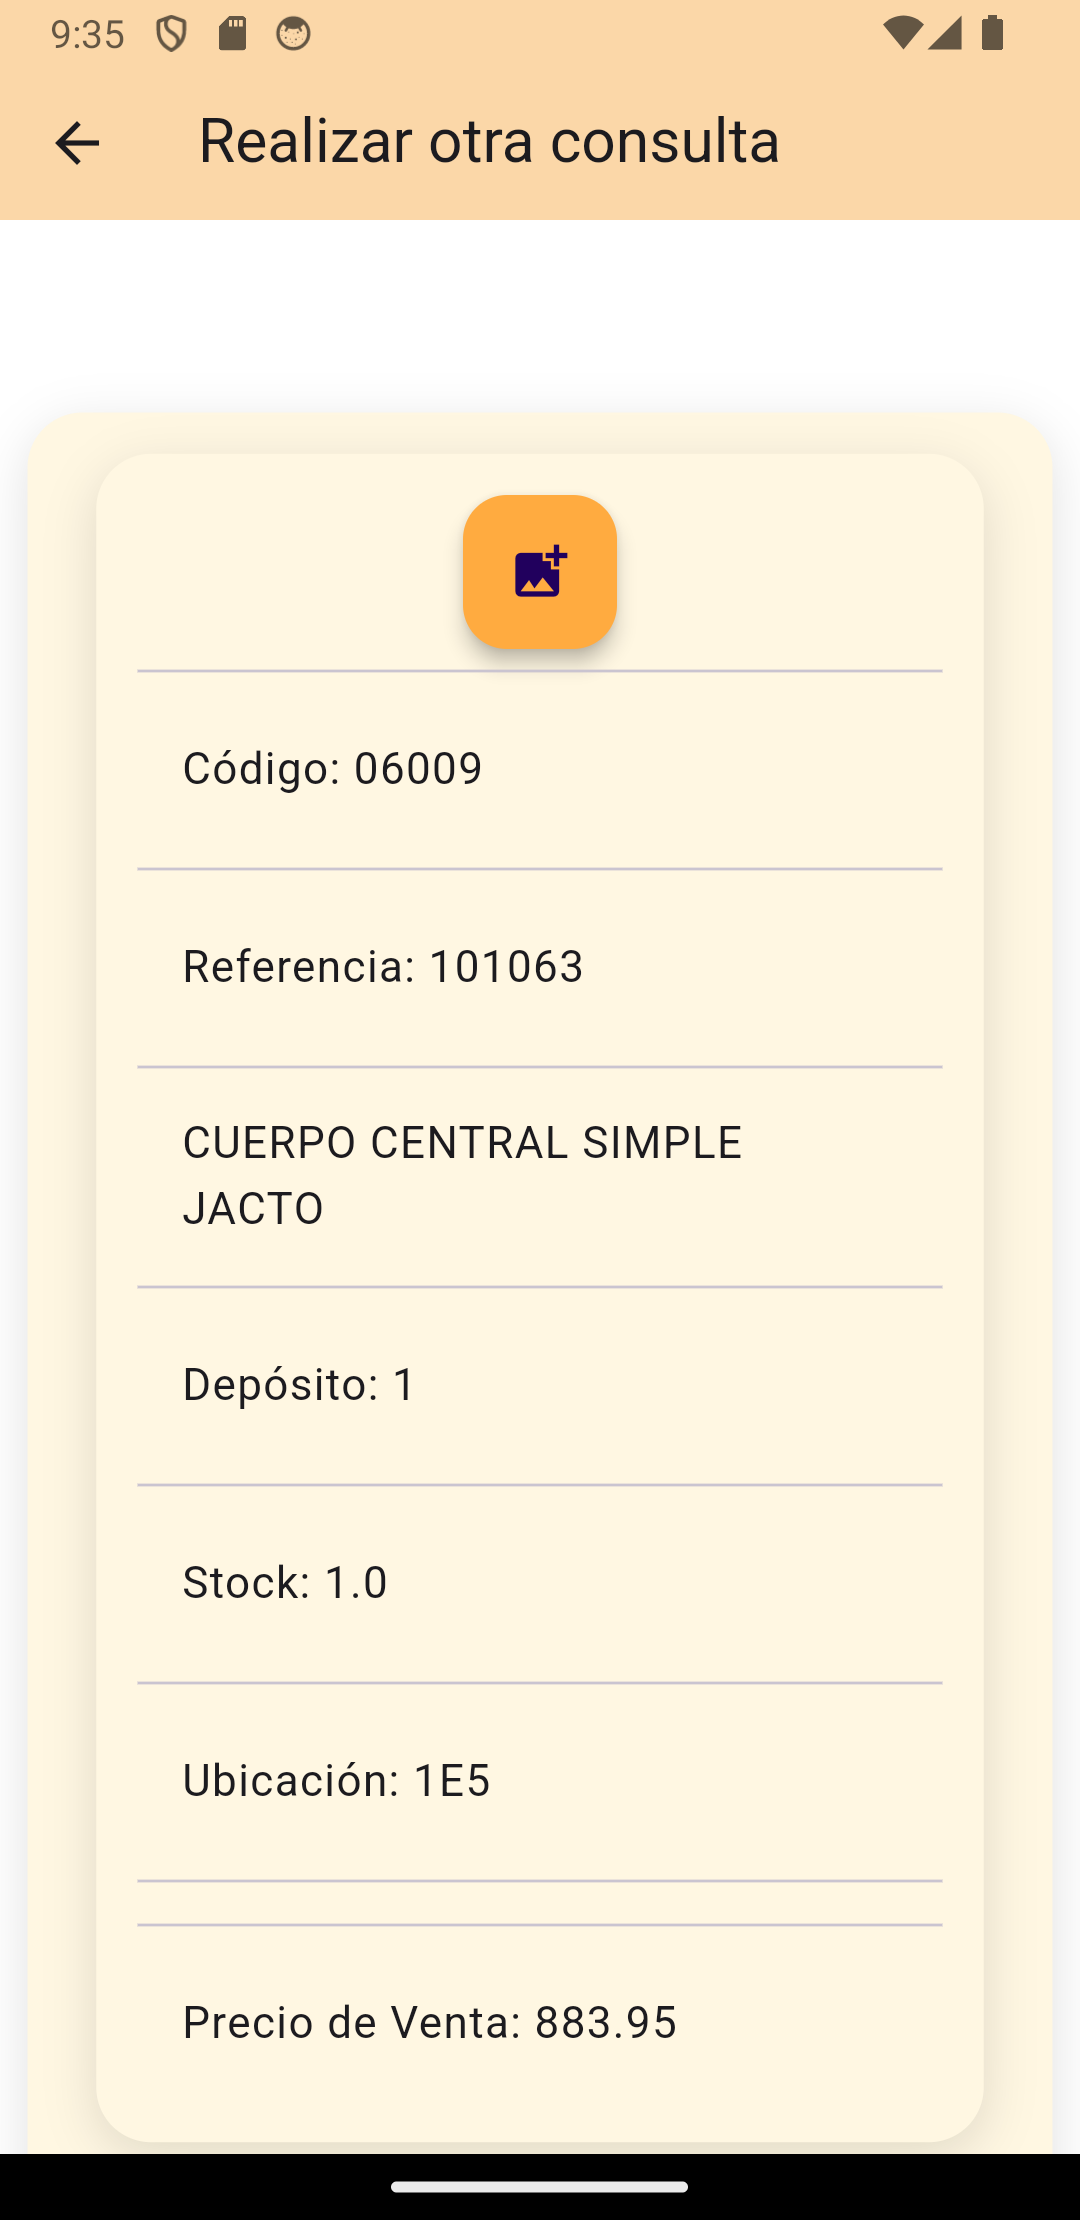 9:35
Realizar otra consulta
Código: 06009
Referencia: 101063
CUERPO CENTRAL SIMPLE
JACTO
Depósito: 1
Stock: 1.0
Ubicación: 1E5
Precio de Venta: 883.95